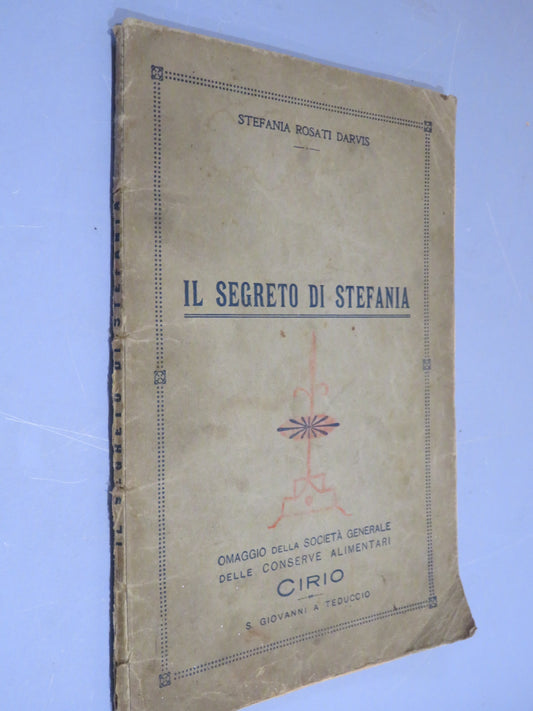 STEFANIA ROSATI DARVIS
IL SEGRETO DI STEFANIA
OMAGGIO DELLA SOCIETÀ GENERALE
DELLE CONSERVE ALIMENTARI
CIRIO
S. GIOVANNI A TEDUCCIO
IL SEGRETO DI STEFANIA